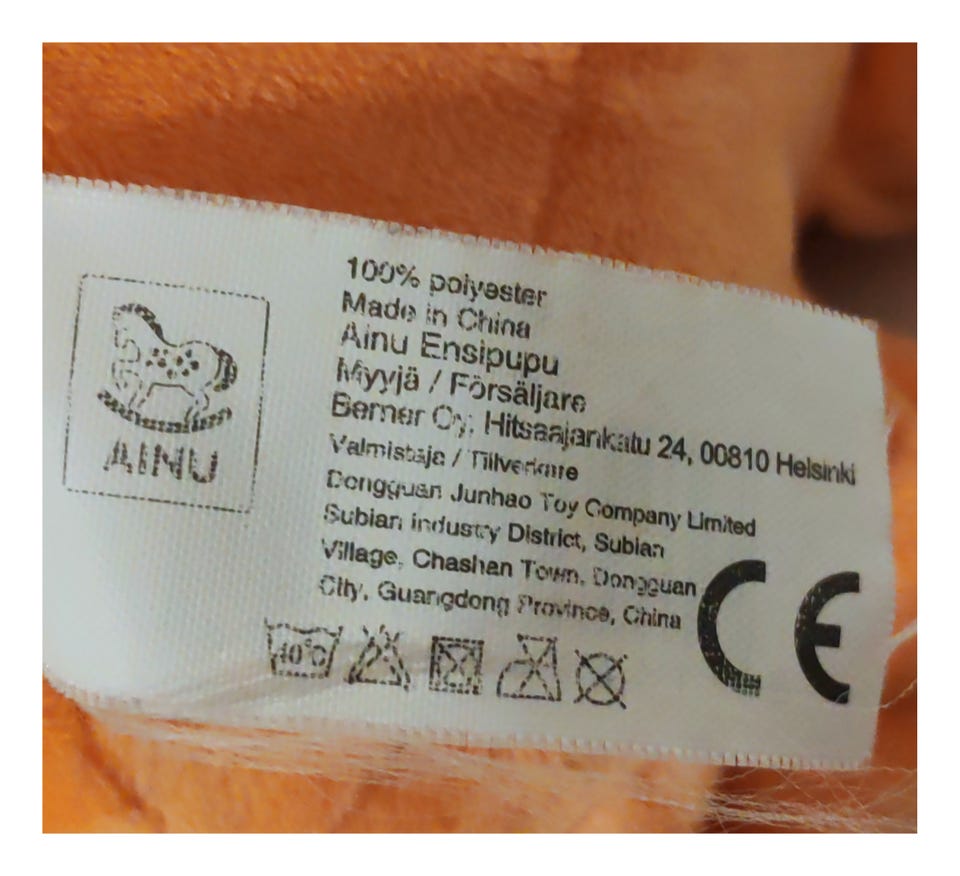 AINU
100% polyester
Made in China
Ainu Ensipupu
Myyjä / Försäljare
Berner Oy, Hitsaajankatu 24, 00810 Helsinki
Valmistaja / Tillverkare
Dongguan Junhao Toy Company Limited
Subian Industry District, Subian
Village, Chashan Town, Dongguan
City, Guangdong Province, China
40°C
CE